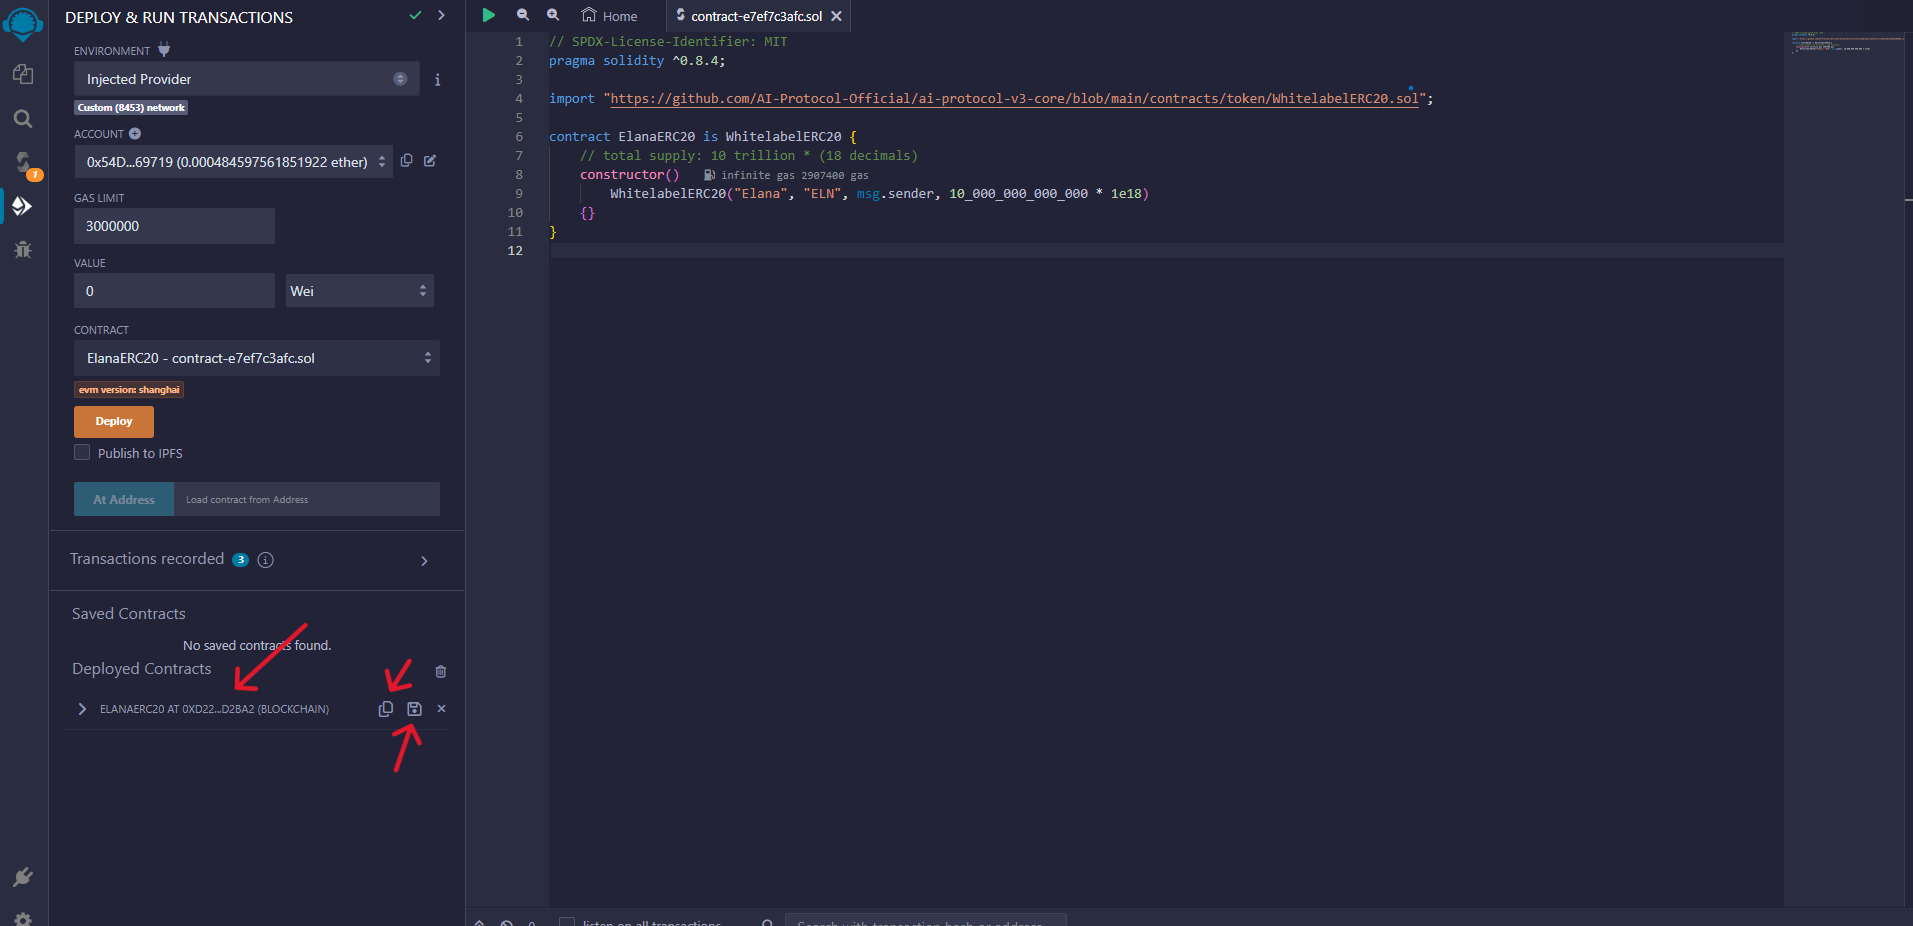 DEPLOY & RUN TRANSACTIONS
ENVIRONMENT
Injected Provider
Custom (8453) network
ACCOUNT
0x54D...69719 (0.000484597561851922 ether)
GAS LIMIT
3000000
VALUE
0
Wei
CONTRACT
ElanaERC20 - contract-e7ef7c3afc.sol
evm version: shanghai
Deploy
Publish to IPFS
At Address
Load contract from Address
Transactions recorded 3
Saved Contracts
No saved contracts found.
Deployed Contracts
ELANAERC20 AT 0XD22...D2BA2 (BLOCKCHAIN)
1
Home
contract-e7ef7c3afc.sol
1 // SPDX-License-Identifier: MIT
2 pragma solidity ^0.8.4;
3
4 import "https://github.com/AI-Protocol-Official/ai-protocol-v3-core/blob/main/contracts/token/WhitelabelERC20.sol";
5
6 contract ElanaERC20 is WhitelabelERC20 {
7 // total supply: 10 trillion * (18 decimals)
8 constructor() infinite gas 2907400 gas
9 WhitelabelERC20("Elana", "ELN", msg.sender, 10_000_000_000_000 * 1e18)
10 {}
11 }
12
0
listen on all transactions
Search with transaction hash or address